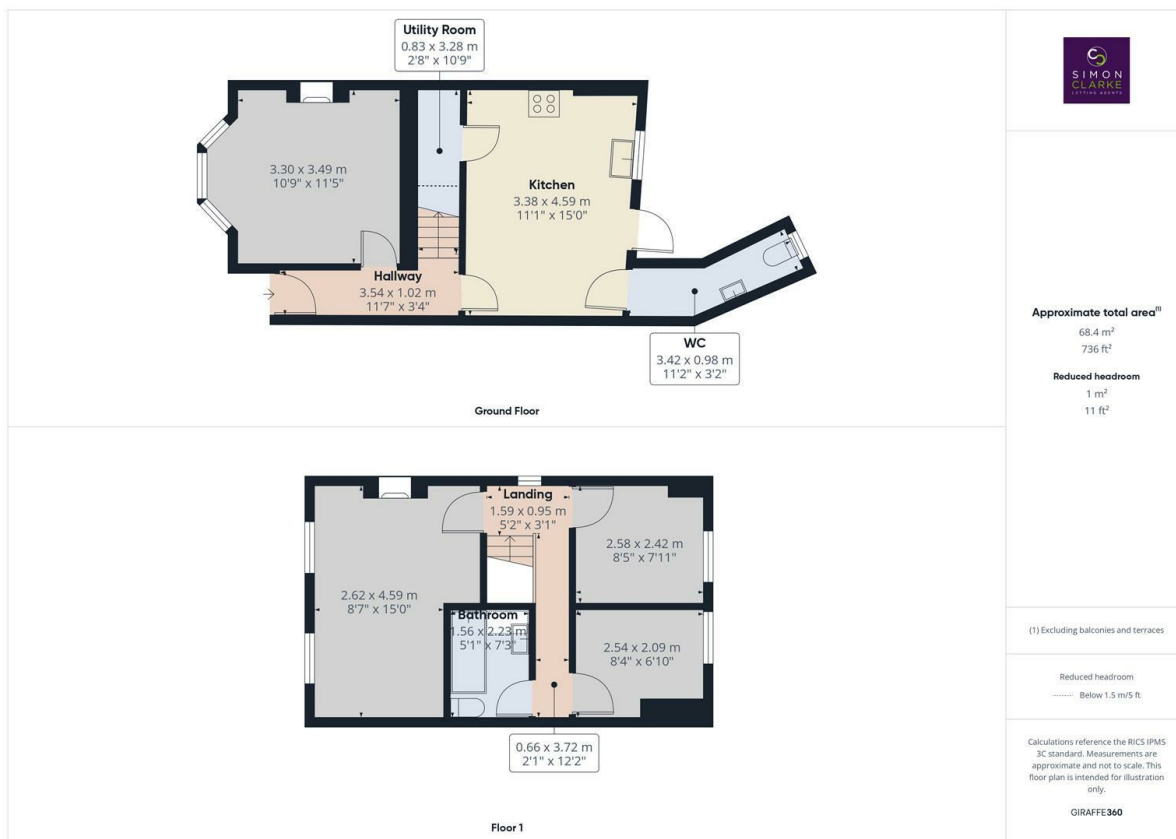 Utility Room
0.83 x 3.28 m
2'8" x 10'9"
3.30 x 3.49 m
10'9" x 11'5"
Kitchen
3.38 x 4.59 m
11'1" x 15'0"
Hallway
3.54 x 1.02 m
11'7" x 3'4"
WC
3.42 x 0.98 m
11'2" x 3'2"
Ground Floor
Landing
1.59 x 0.95 m
5'2" x 3'1"
2.58 x 2.42 m
8'5" x 7'11"
2.62 x 4.59 m
8'7" x 15'0"
Bathroom
1.56 x 2.23 m
5'1" x 7'3"
2.54 x 2.09 m
8'4" x 6'10"
0.66 x 3.72 m
2'1" x 12'2"
Floor 1
SIMON
CLARKE
LETTING AGENTS
Approximate total area(1)
68.4 m²
736 ft²
Reduced headroom
1 m²
11 ft²
(1) Excluding balconies and terraces
Reduced headroom
Below 1.5 m/5 ft
Calculations reference the RICS IPMS
3C standard. Measurements are
approximate and not to scale. This
floor plan is intended for illustration
only.
GIRAFFE360